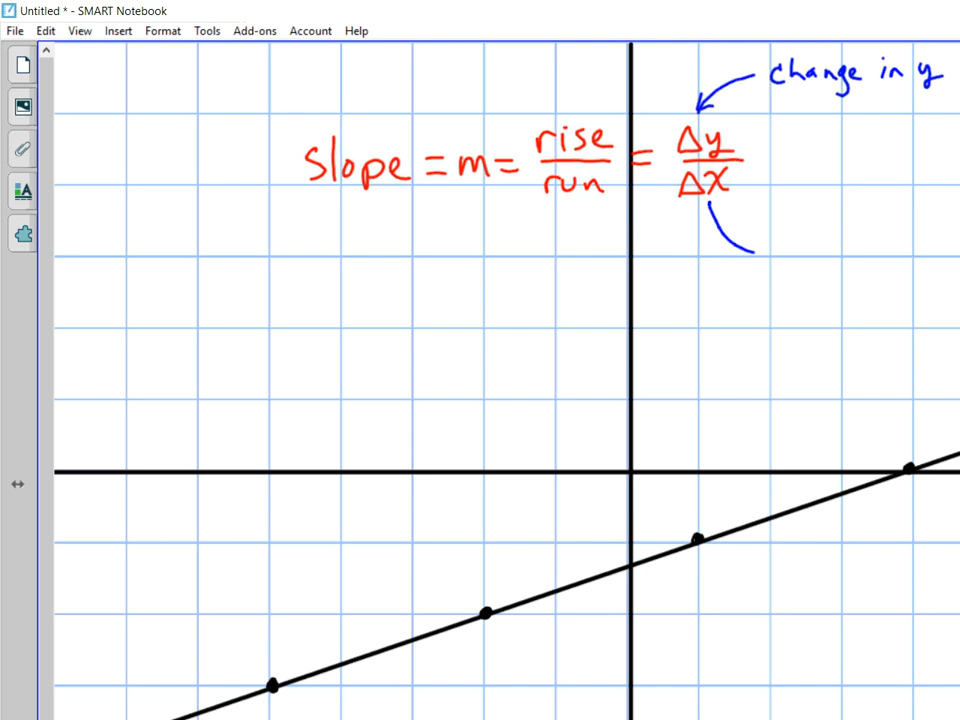 Untitled * - SMART Notebook
File Edit View Insert Format Tools Add-ons Account Help
change in y
slope = m = rise/run = Δy/Δx